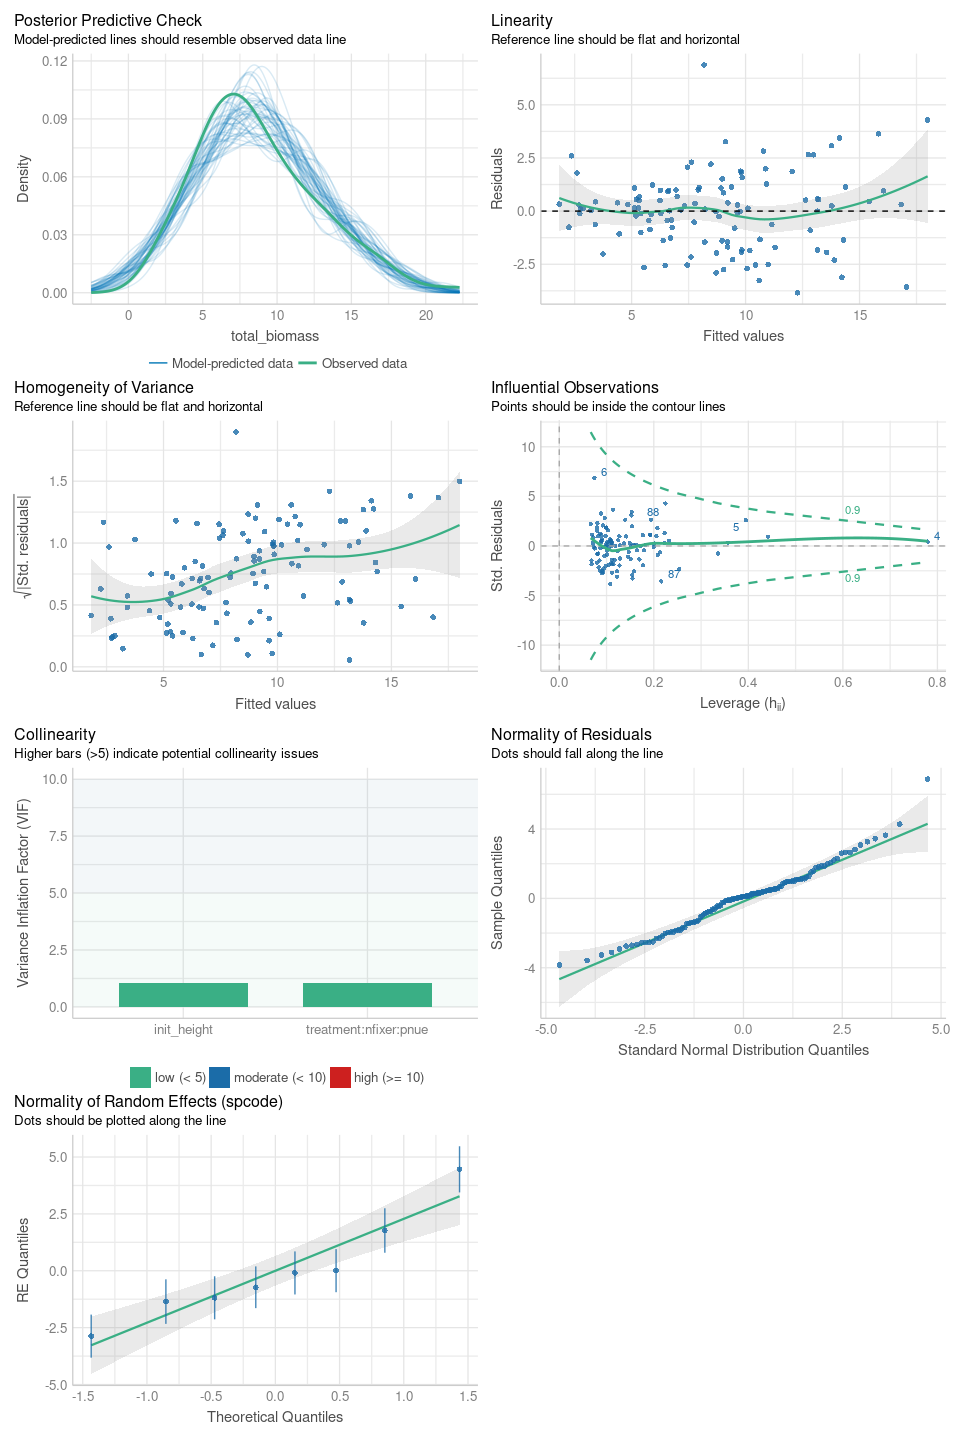 Posterior Predictive Check
Model-predicted lines should resemble observed data line
0.12
0.09
0.06
0.03
0.00
Density
0
5
10
15
20
total_biomass
Model-predicted data
Observed data
Linearity
Reference line should be flat and horizontal
5.0
2.5
0.0
-2.5
Residuals
5
10
15
Fitted values
Homogeneity of Variance
Reference line should be flat and horizontal
1.5
1.0
0.5
0.0
√|Std. residuals|
5
10
15
Fitted values
Influential Observations
Points should be inside the contour lines
10
5
0
-5
-10
Std. Residuals
6
88
5
87
4
0.9
0.9
0.0
0.2
0.4
0.6
0.8
Leverage (hii)
Collinearity
Higher bars (>5) indicate potential collinearity issues
10.0
7.5
5.0
2.5
0.0
Variance Inflation Factor (VIF)
init_height
treatment:nfixer:pnue
low (< 5)
moderate (< 10)
high (>= 10)
Normality of Residuals
Dots should fall along the line
4
0
-4
Sample Quantiles
-5.0
-2.5
0.0
2.5
5.0
Standard Normal Distribution Quantiles
Normality of Random Effects (spcode)
Dots should be plotted along the line
5.0
2.5
0.0
-2.5
-5.0
RE Quantiles
-1.5
-1.0
-0.5
0.0
0.5
1.0
1.5
Theoretical Quantiles